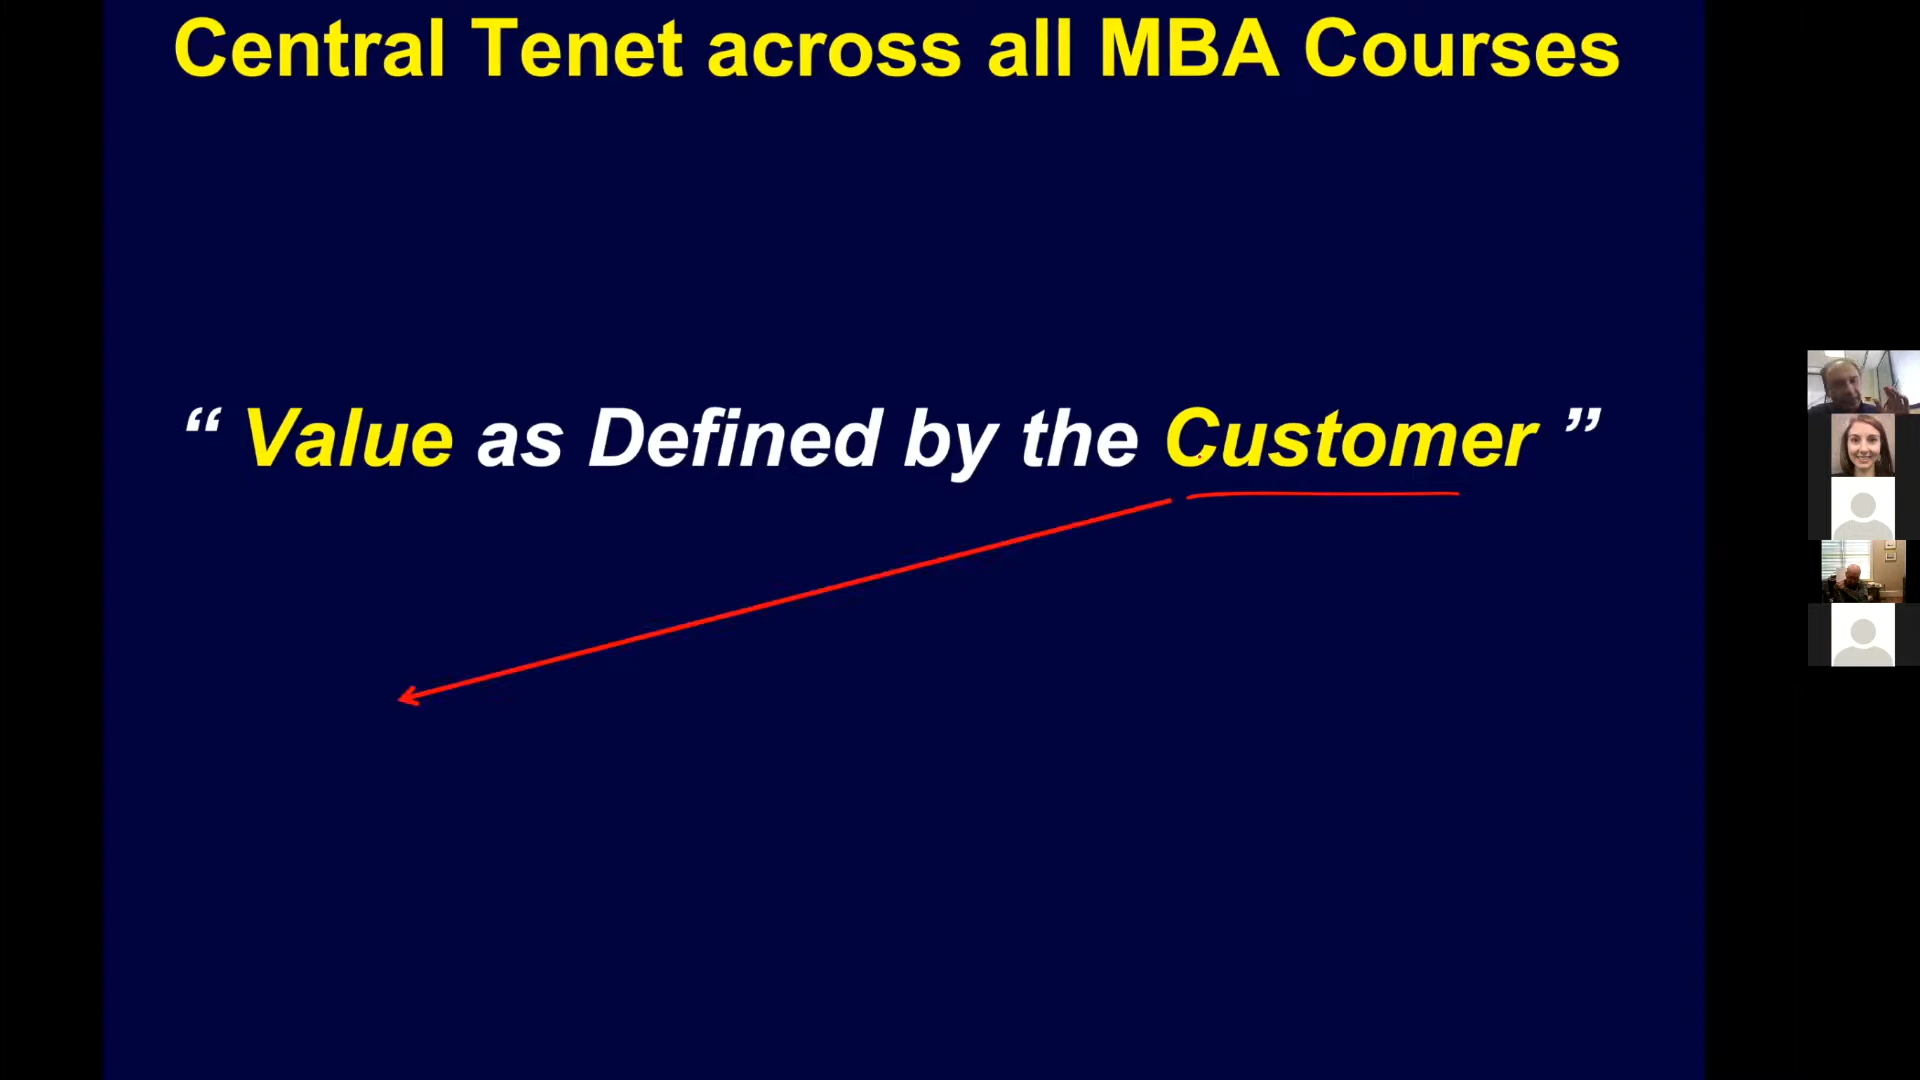 Central Tenet across all MBA Courses
“ Value as Defined by the Customer ”